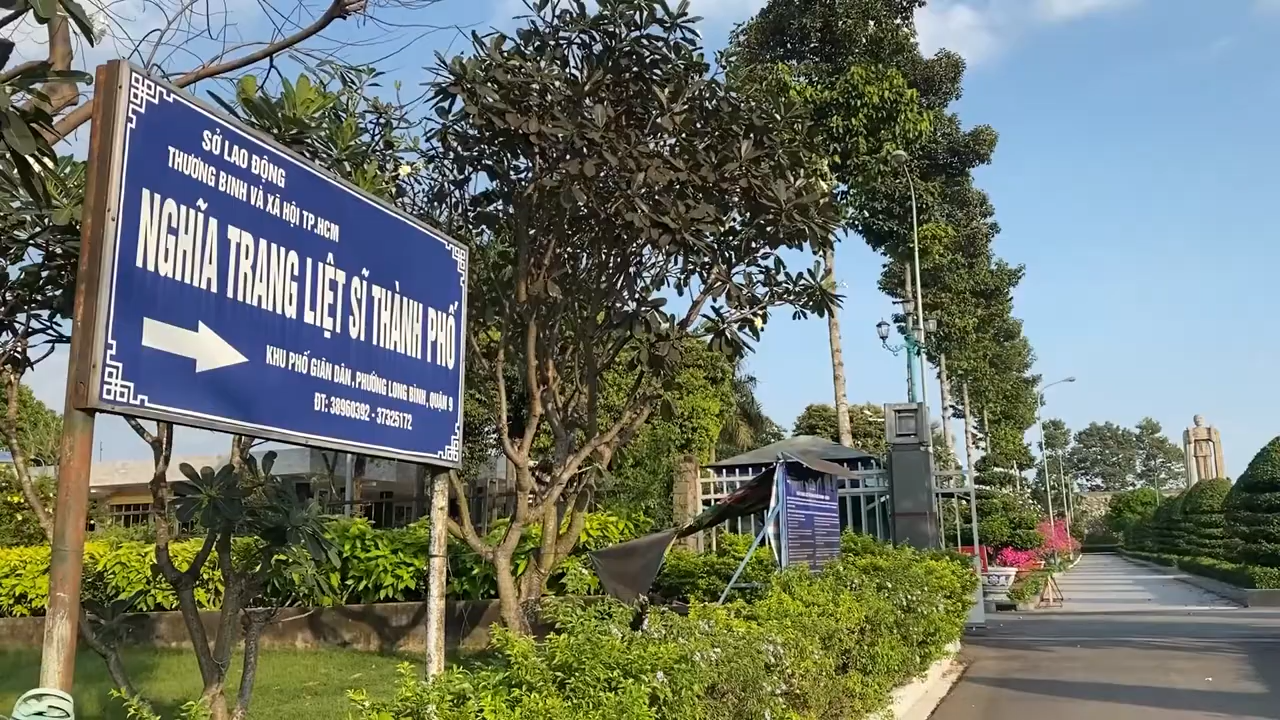 SỞ LAO ĐỘNG
THƯƠNG BINH VÀ XÃ HỘI TP.HCM
NGHĨA TRANG LIỆT SĨ THÀNH PHỐ
KHU PHỐ GIÃN DÂN, PHƯỜNG LONG BÌNH, QUẬN 9
ĐT: 38960392 - 37325172